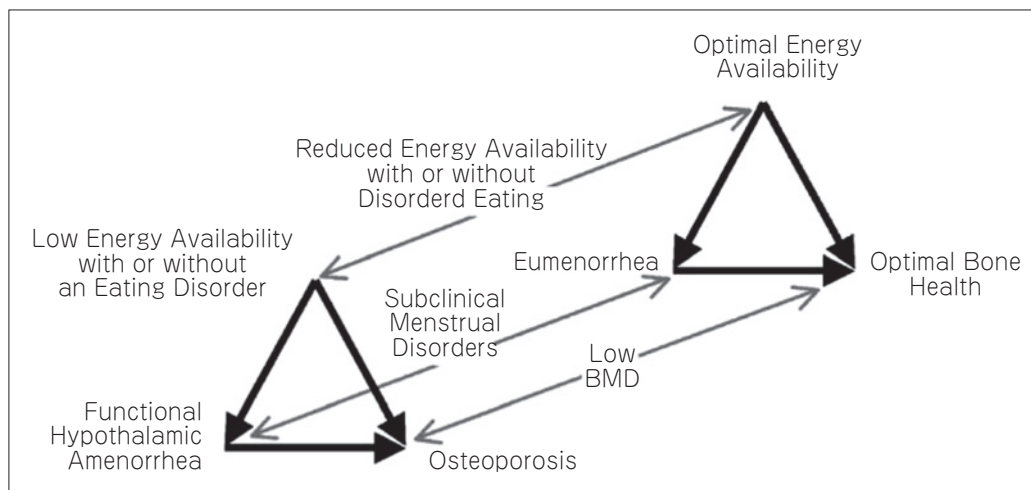 Optimal Energy
Availability
Reduced Energy Availability
with or without
Disorderd Eating
Low Energy Availability
with or without
an Eating Disorder
Eumenorrhea
Optimal Bone
Health
Subclinical
Menstrual
Disorders
Low
BMD
Functional
Hypothalamic
Amenorrhea
Osteoporosis